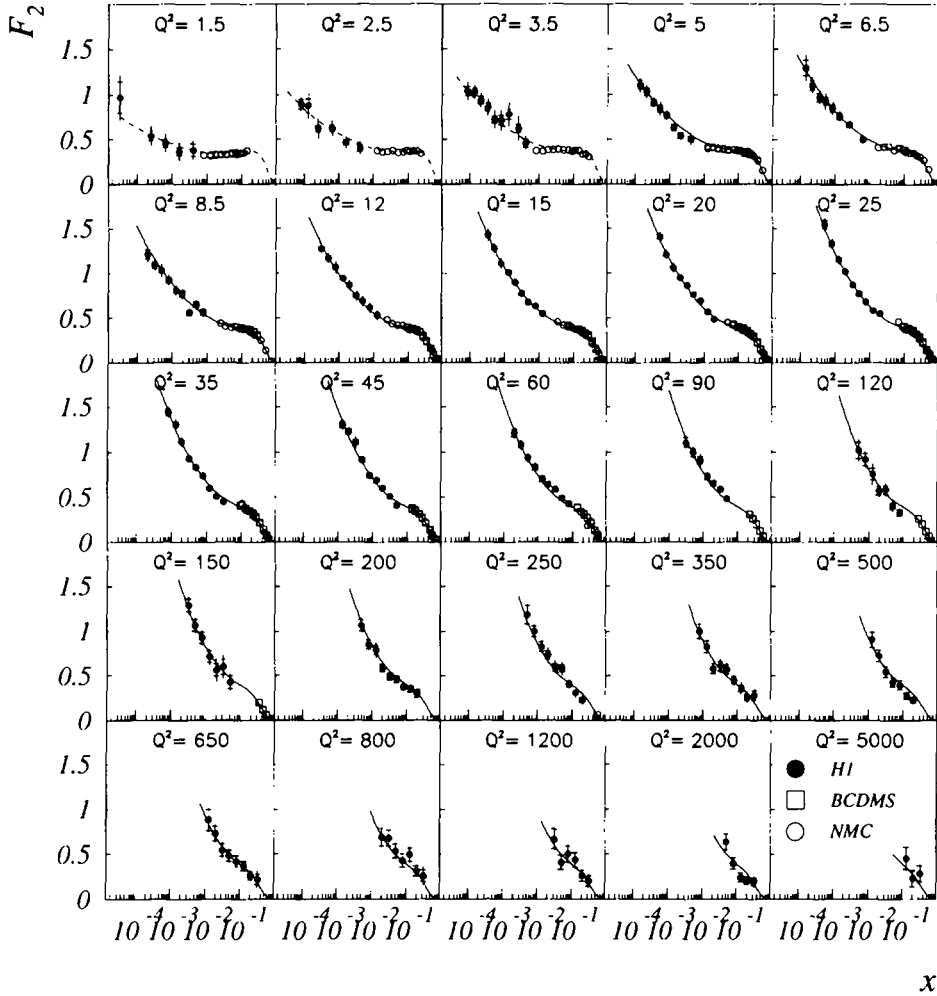 F₂
Q² = 1.5 Q² = 2.5 Q² = 3.5 Q² = 5 Q² = 6.5
1.5
1
0.5
0
Q² = 8.5 Q² = 12 Q² = 15 Q² = 20 Q² = 25
1.5
1
0.5
0
Q² = 35 Q² = 45 Q² = 60 Q² = 90 Q² = 120
1.5
1
0.5
0
Q² = 150 Q² = 200 Q² = 250 Q² = 350 Q² = 500
1.5
1
0.5
0
Q² = 650 Q² = 800 Q² = 1200 Q² = 2000 Q² = 5000
1.5
1
0.5
0
H1
BCDMS
NMC
10⁻⁴ 10⁻³ 10⁻² 10⁻¹ 10⁻⁴ 10⁻³ 10⁻² 10⁻¹ 10⁻⁴ 10⁻³ 10⁻² 10⁻¹ 10⁻⁴ 10⁻³ 10⁻² 10⁻¹ 10⁻⁴ 10⁻³ 10⁻² 10⁻¹
x